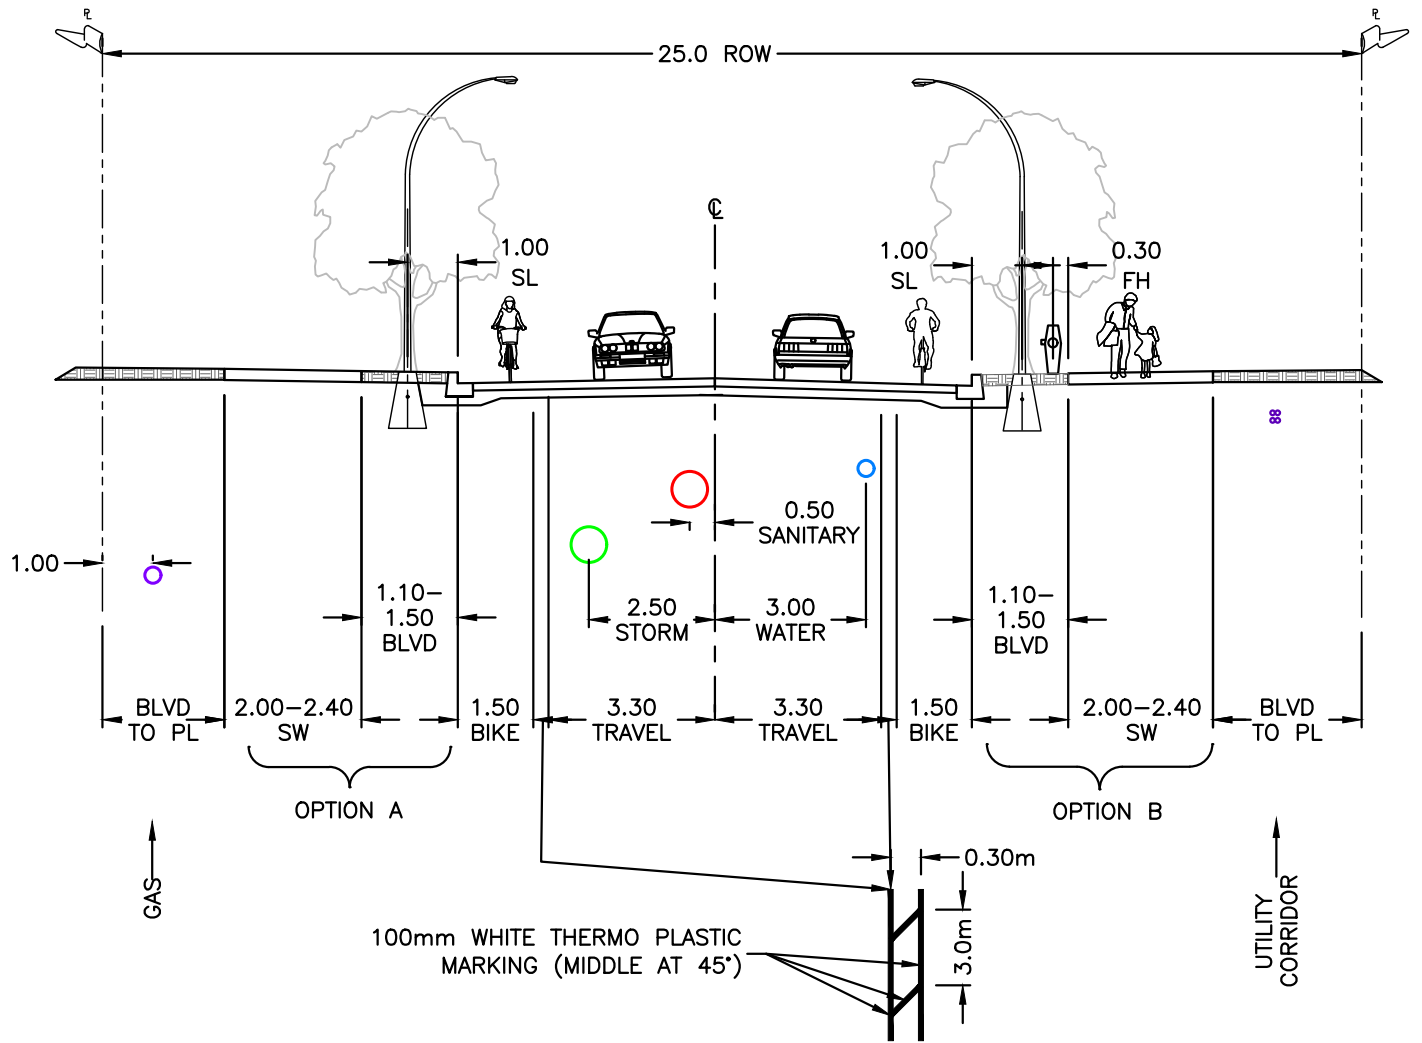 PL
PL
25.0 ROW
CL
1.00
SL
1.00
SL
0.30
FH
0.50
SANITARY
1.00
1.10-
1.50
BLVD
2.50
STORM
3.00
WATER
1.10-
1.50
BLVD
BLVD
TO PL
2.00-2.40
SW
1.50
BIKE
3.30
TRAVEL
3.30
TRAVEL
1.50
BIKE
2.00-2.40
SW
BLVD
TO PL
OPTION A
OPTION B
GAS
0.30m
3.0m
100mm WHITE THERMO PLASTIC
MARKING (MIDDLE AT 45°)
UTILITY
CORRIDOR